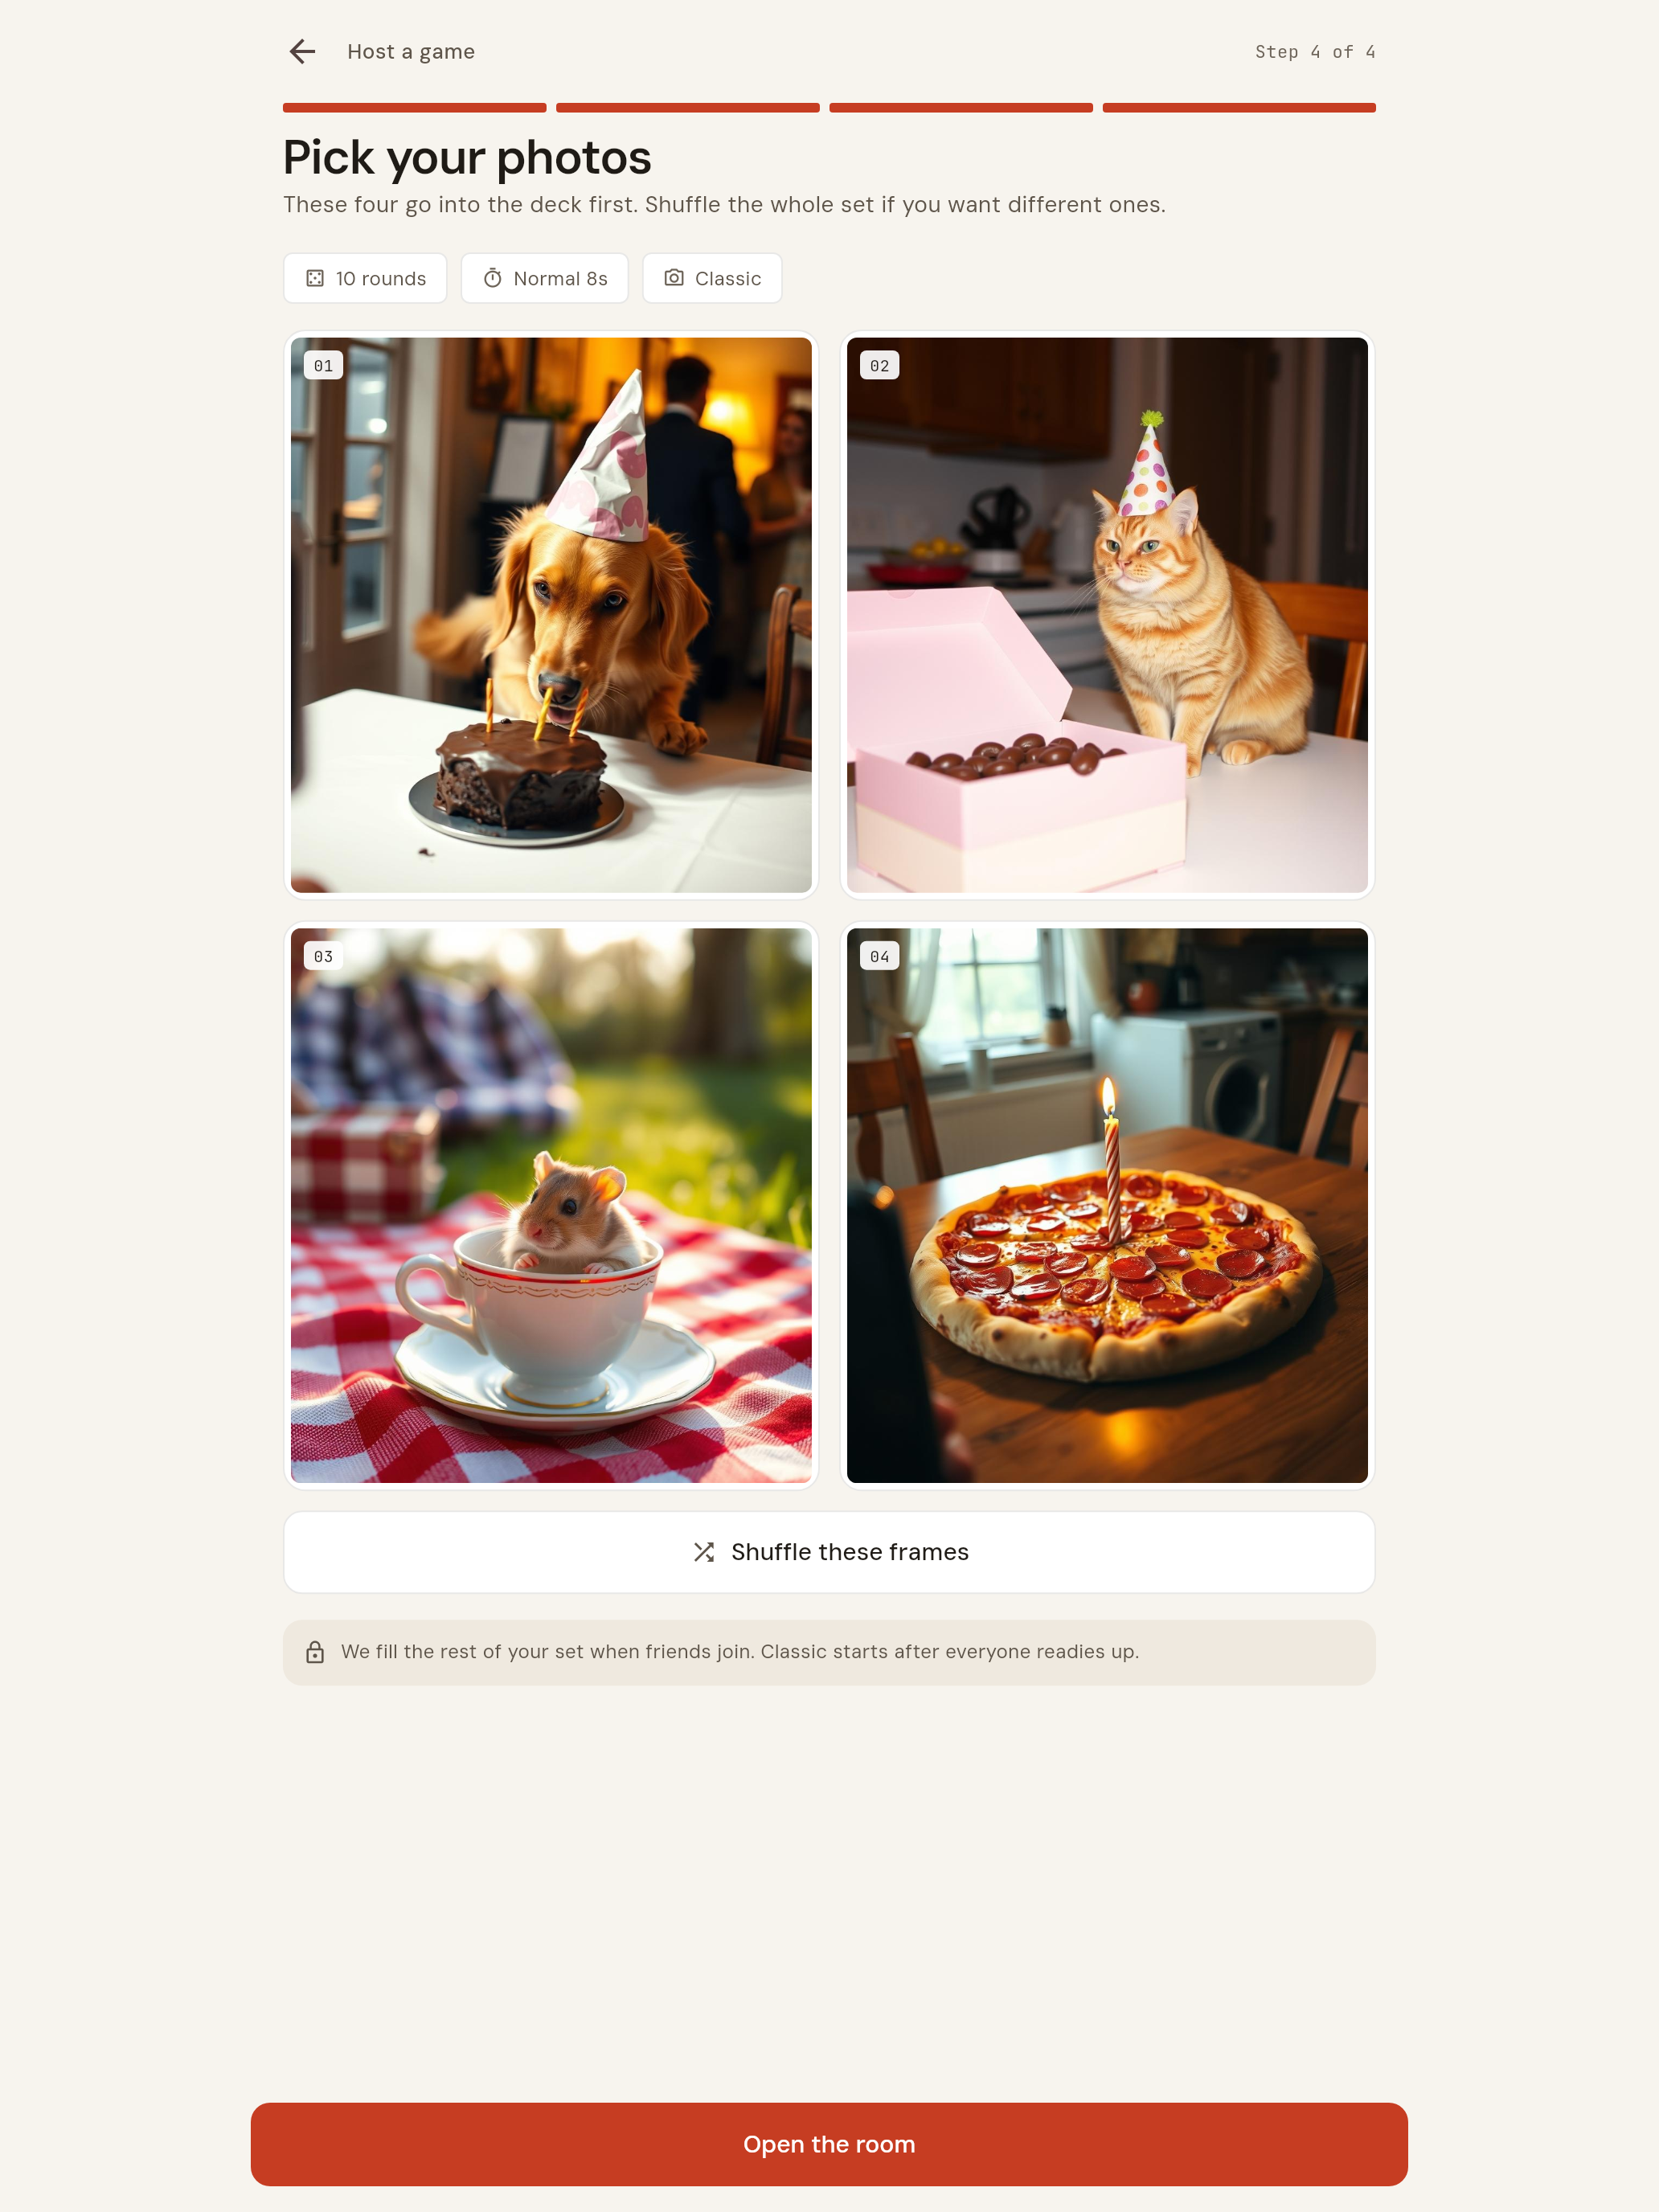 Host a game
Step 4 of 4
Pick your photos
These four go into the deck first. Shuffle the whole set if you want different ones.
10 rounds
Normal 8s
Classic
01
02
03
04
Shuffle these frames
We fill the rest of your set when friends join. Classic starts after everyone readies up.
Open the room